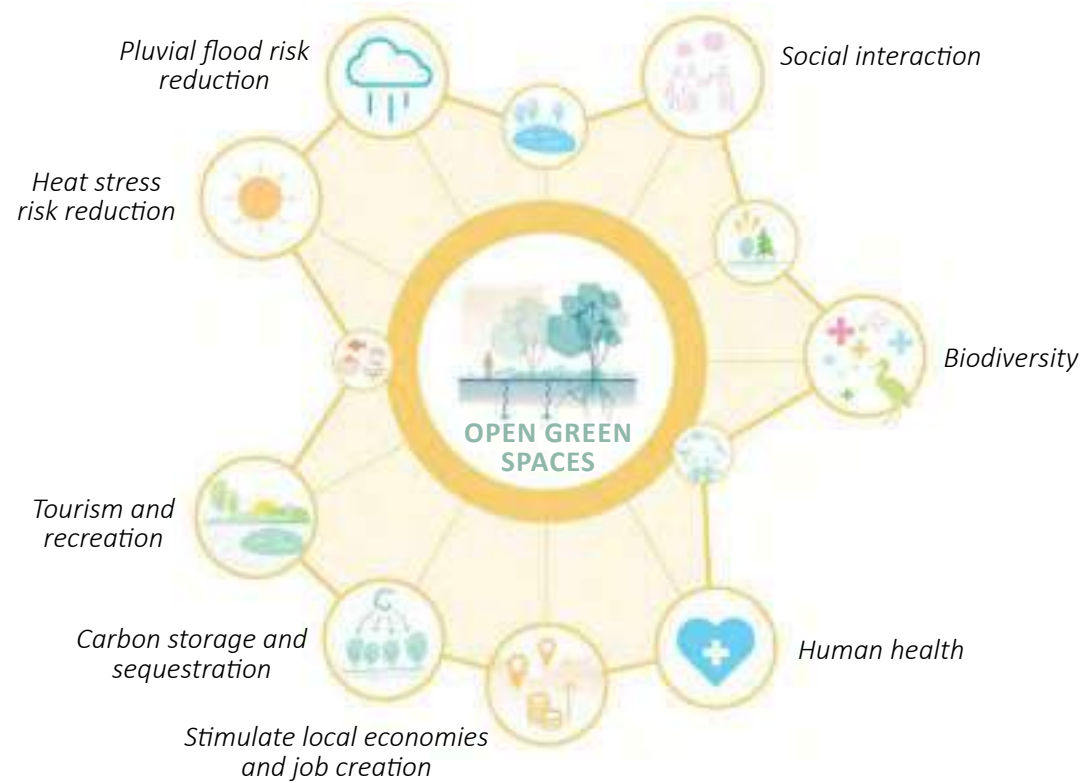 Pluvial flood risk
reduction
Social interaction
Heat stress
risk reduction
Biodiversity
OPEN GREEN
SPACES
Tourism and
recreation
Carbon storage and
sequestration
Human health
Stimulate local economies
and job creation